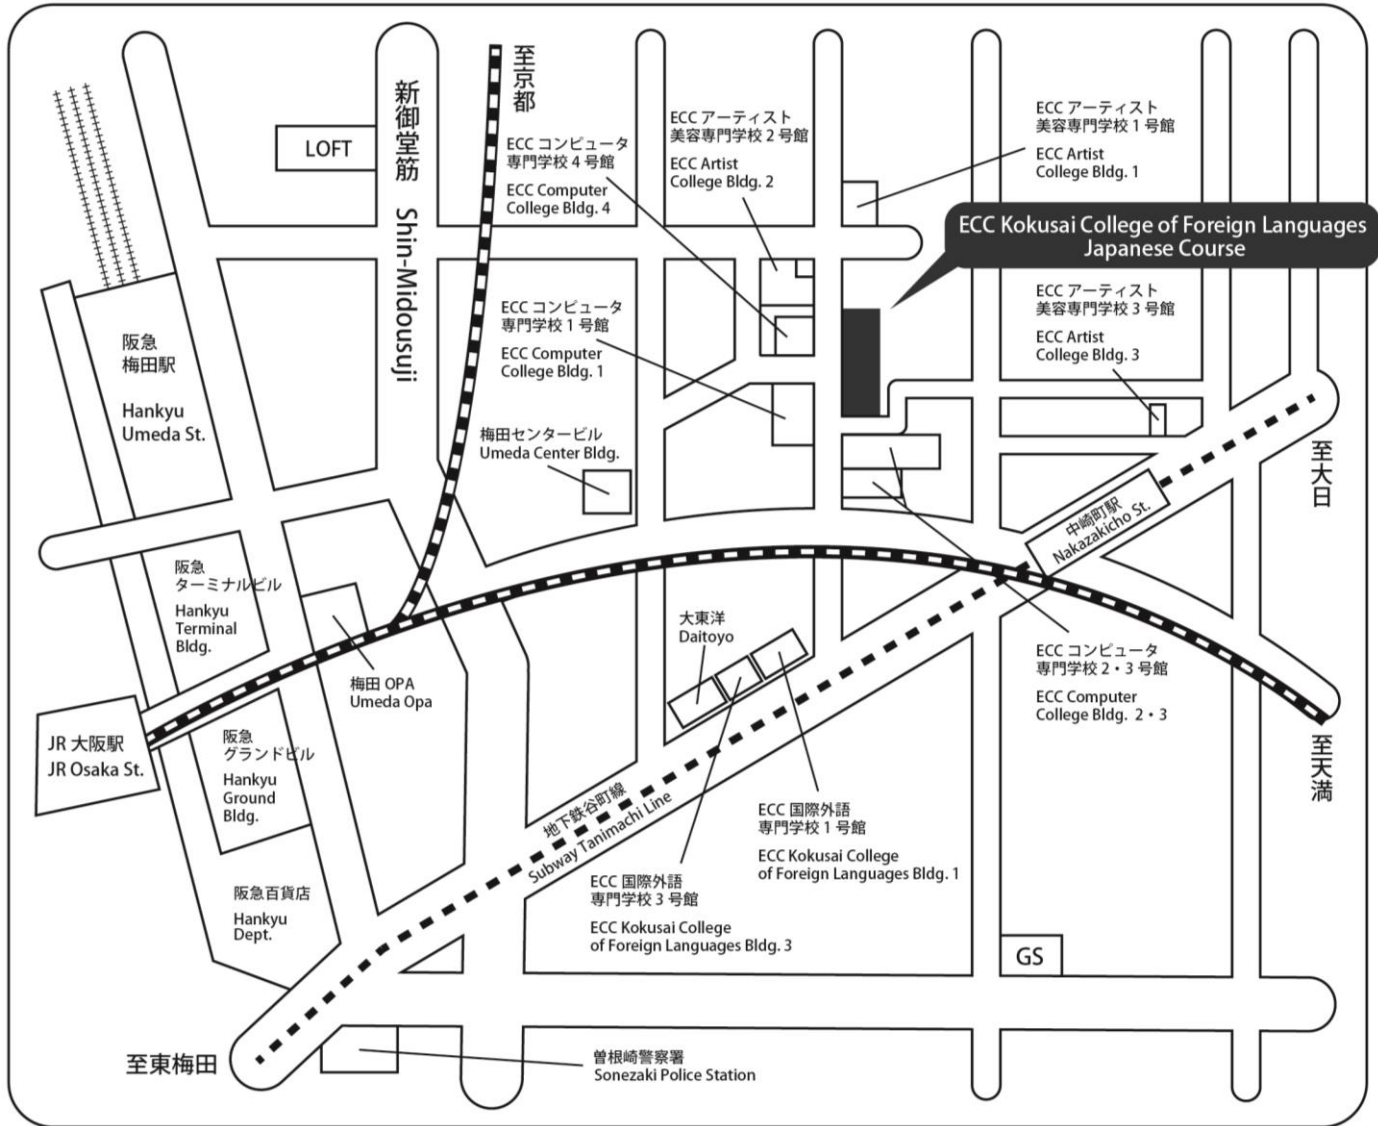 至京都
新御堂筋 Shin-Midousuji
LOFT
ECC コンピュータ
専門学校 4 号館
ECC Computer
College Bldg. 4
ECC アーティスト
美容専門学校 2 号館
ECC Artist
College Bldg. 2
ECC アーティスト
美容専門学校 1 号館
ECC Artist
College Bldg. 1
ECC Kokusai College of Foreign Languages
Japanese Course
ECC アーティスト
美容専門学校 3 号館
ECC Artist
College Bldg. 3
ECC コンピュータ
専門学校 1 号館
ECC Computer
College Bldg. 1
阪急
梅田駅
Hankyu
Umeda St.
梅田センタービル
Umeda Center Bldg.
至大日
中崎町駅
Nakazakicho St.
阪急
ターミナルビル
Hankyu
Terminal
Bldg.
大東洋
Daitoyo
梅田 OPA
Umeda Opa
ECC コンピュータ
専門学校 2・3 号館
ECC Computer
College Bldg. 2・3
JR 大阪駅
JR Osaka St.
阪急
グランドビル
Hankyu
Ground
Bldg.
至天満
地下鉄谷町線
Subway Tanimachi Line
ECC 国際外語
専門学校 1 号館
ECC Kokusai College
of Foreign Languages Bldg. 1
ECC 国際外語
専門学校 3 号館
ECC Kokusai College
of Foreign Languages Bldg. 3
阪急百貨店
Hankyu
Dept.
GS
至東梅田
曽根崎警察署
Sonezaki Police Station